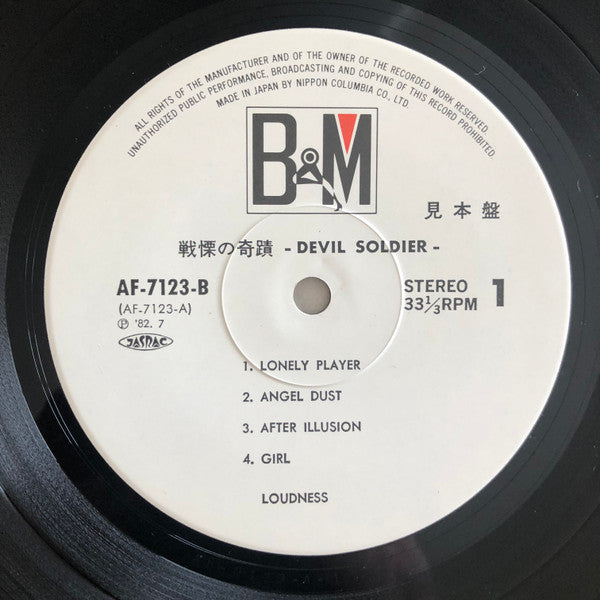 ALL RIGHTS OF THE MANUFACTURER AND OF THE OWNER OF THE RECORDED WORK RESERVED.
UNAUTHORIZED PUBLIC PERFORMANCE, BROADCASTING AND COPYING OF THIS RECORD PROHIBITED.
MADE IN JAPAN BY NIPPON COLUMBIA CO., LTD.
B&M
見本盤
戦慄の奇蹟 - DEVIL SOLDIER -
AF-7123-B
(AF-7123-A)
℗ '82. 7
JASRAC
STEREO
33⅓RPM
1
1. LONELY PLAYER
2. ANGEL DUST
3. AFTER ILLUSION
4. GIRL
LOUDNESS